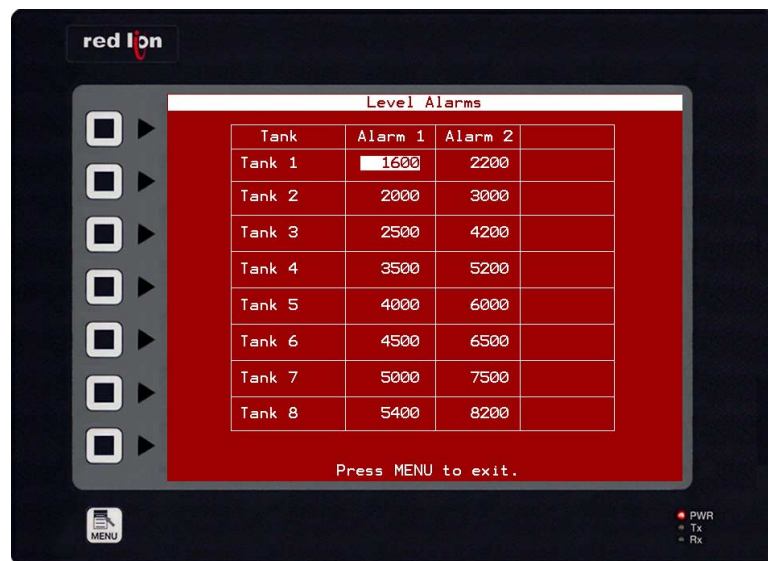 red lion
Level Alarms
Tank Alarm 1 Alarm 2
Tank 1 1600 2200
Tank 2 2000 3000
Tank 3 2500 4200
Tank 4 3500 5200
Tank 5 4000 6000
Tank 6 4500 6500
Tank 7 5000 7500
Tank 8 5400 8200
Press MENU to exit.
MENU
PWR
Tx
Rx